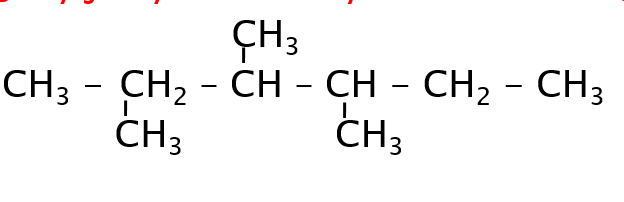 CH₃
CH₃ – CH₂ – CH – CH – CH₂ – CH₃
CH₃ CH₃